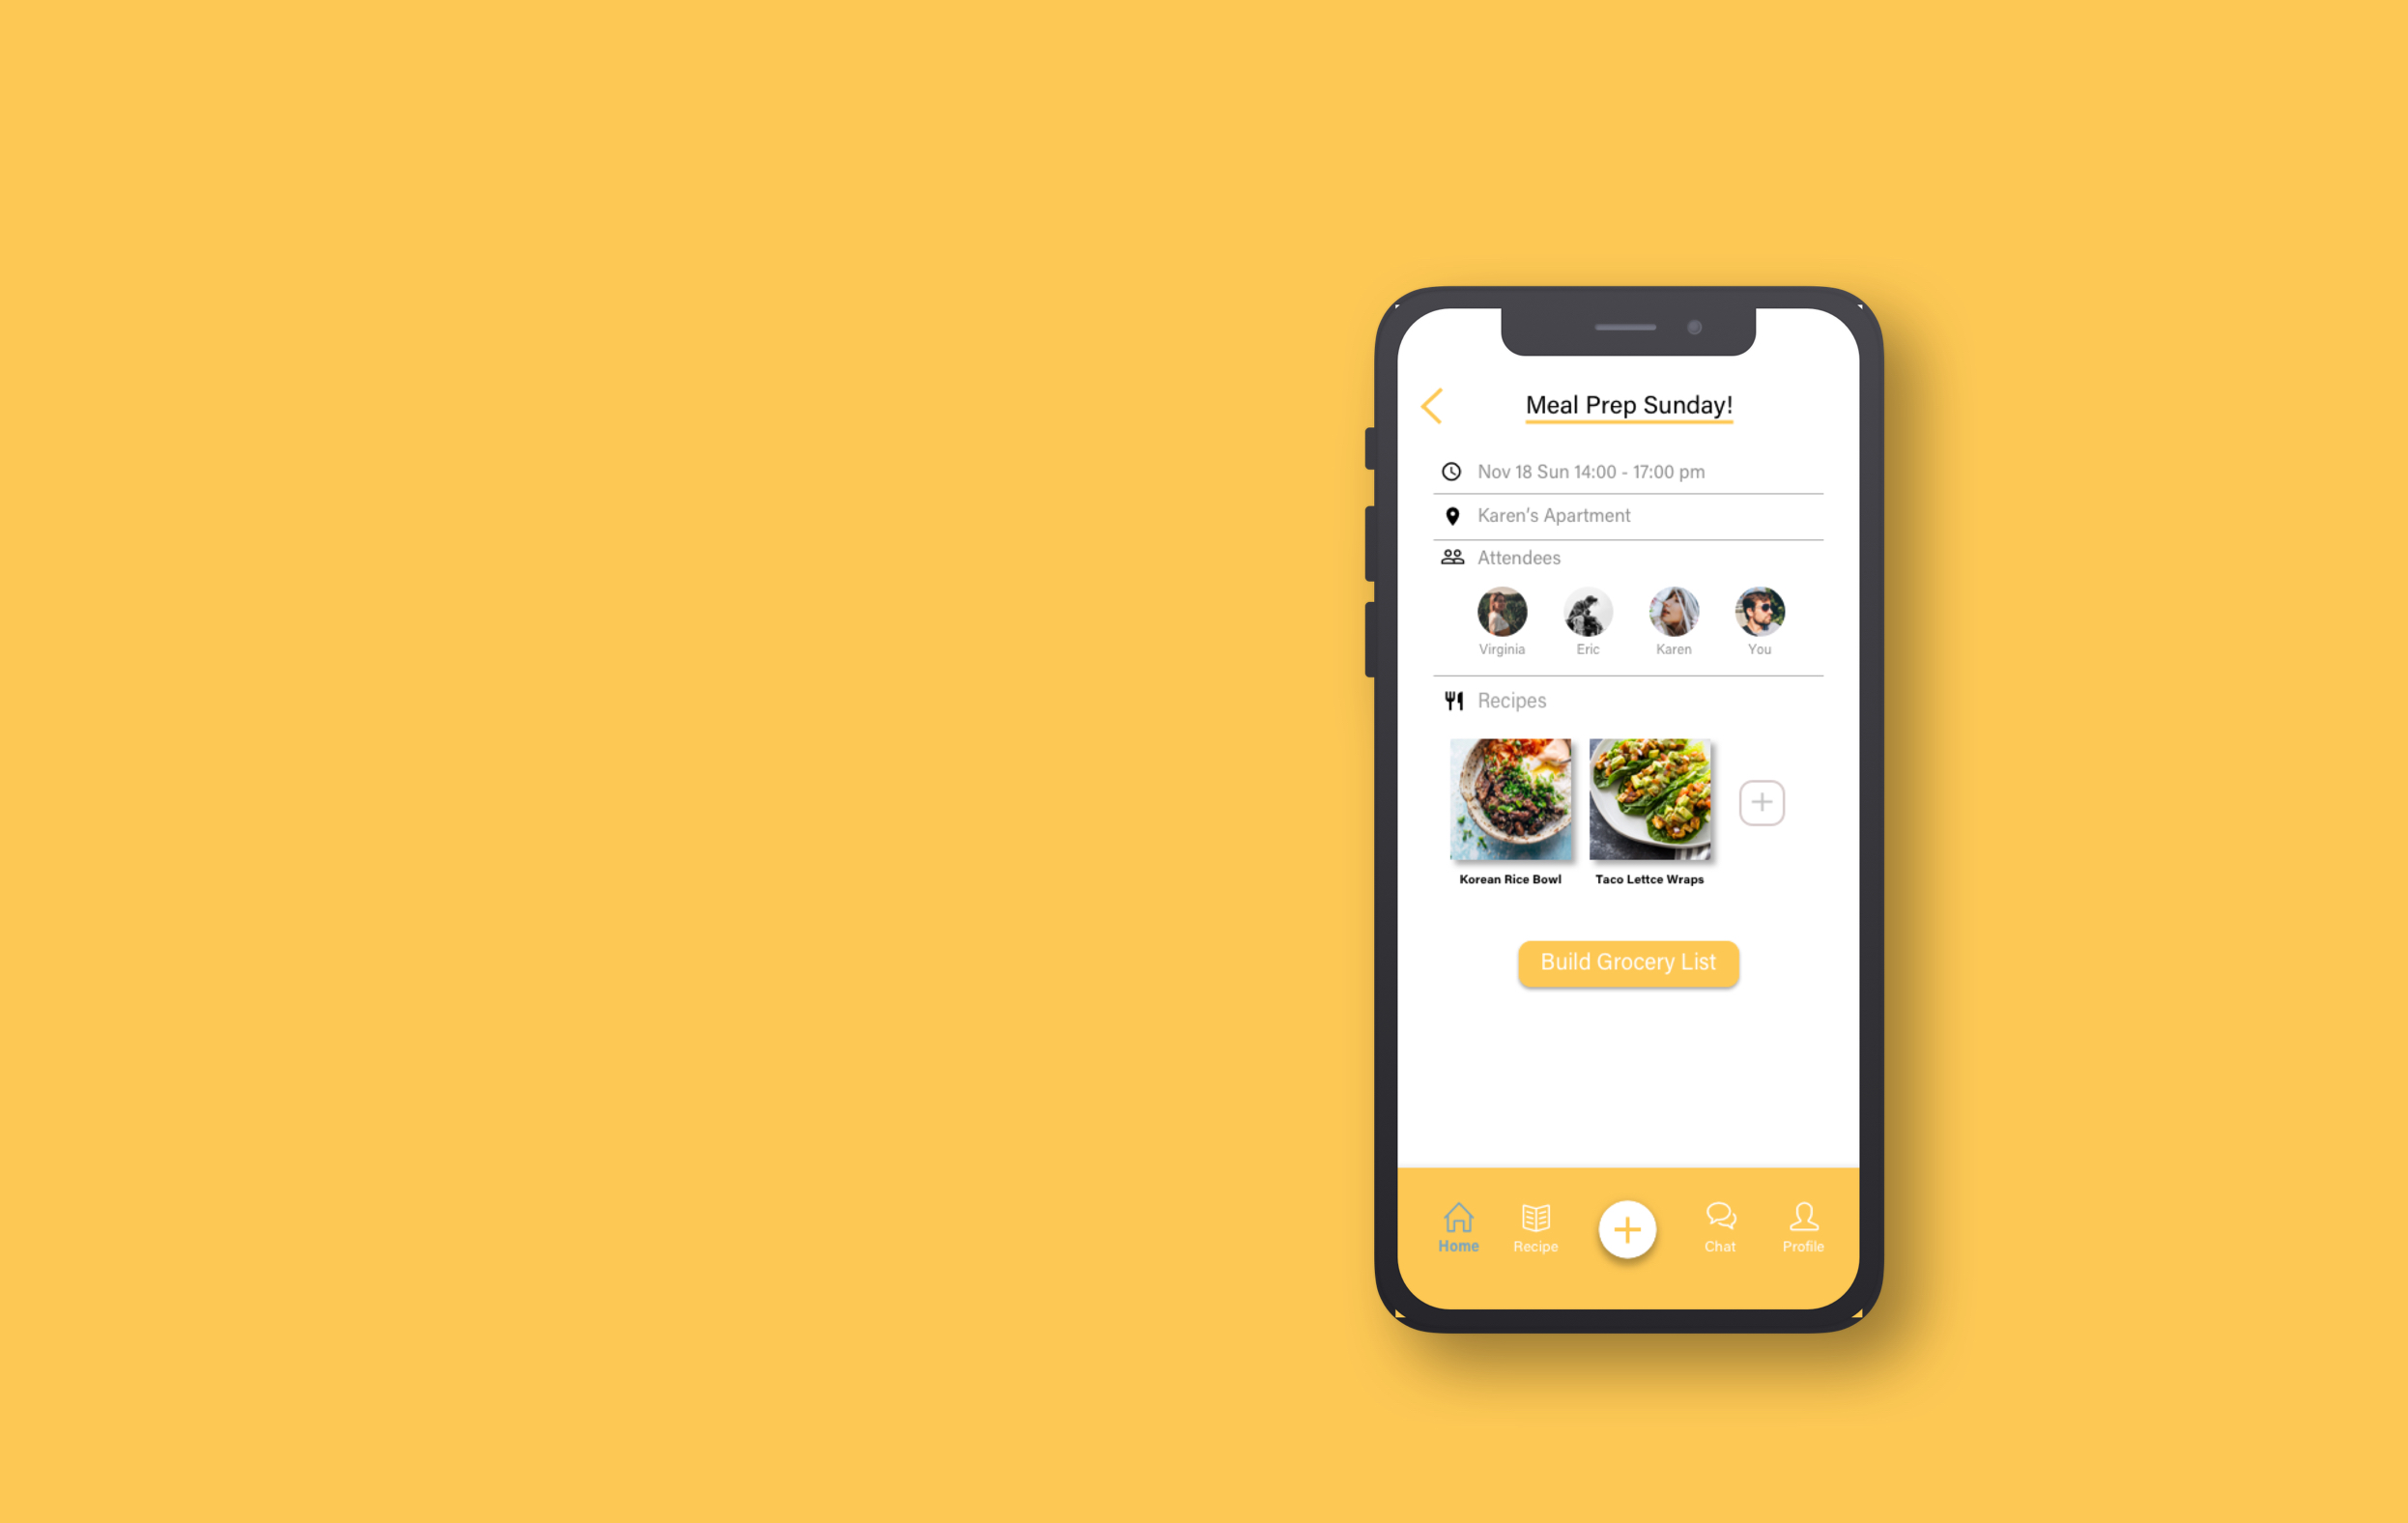 Meal Prep Sunday!
Nov 18 Sun 14:00 - 17:00 pm
Karen's Apartment
Attendees
Virginia Eric Karen You
Recipes
Korean Rice Bowl Taco Lettce Wraps
Build Grocery List
Home Recipe Chat Profile